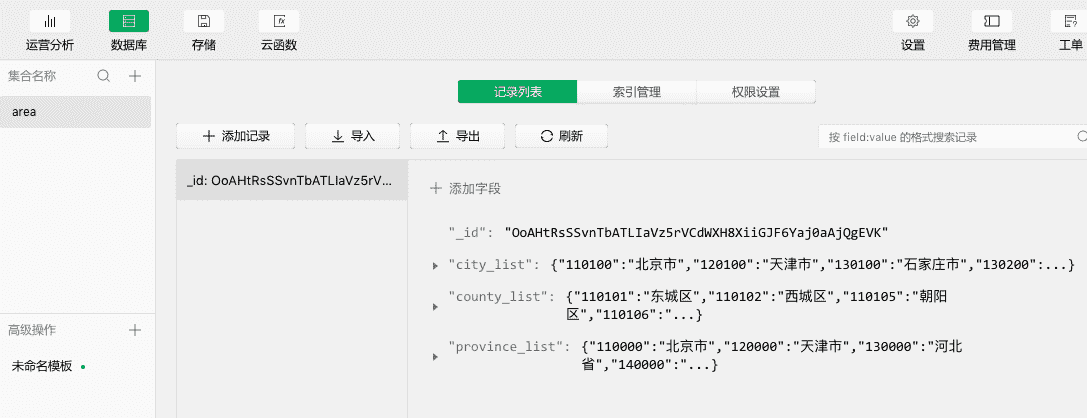 运营分析 数据库 存储 云函数 设置 费用管理 工单
集合名称
area
记录列表 索引管理 权限设置
添加记录 导入 导出 刷新 按 field:value 的格式搜索记录
_id: OoAHtRsSSvnTbATLIaVz5rV...
添加字段
"_id": "OoAHtRsSSvnTbATLIaVz5rVCdWXH8XiiGJF6Yaj0aAjQgEVK"
"city_list": {"110100":"北京市","120100":"天津市","130100":"石家庄市","130200":...}
"county_list": {"110101":"东城区","110102":"西城区","110105":"朝阳
区","110106":"...}
"province_list": {"110000":"北京市","120000":"天津市","130000":"河北
省","140000":"...}
高级操作
未命名模板